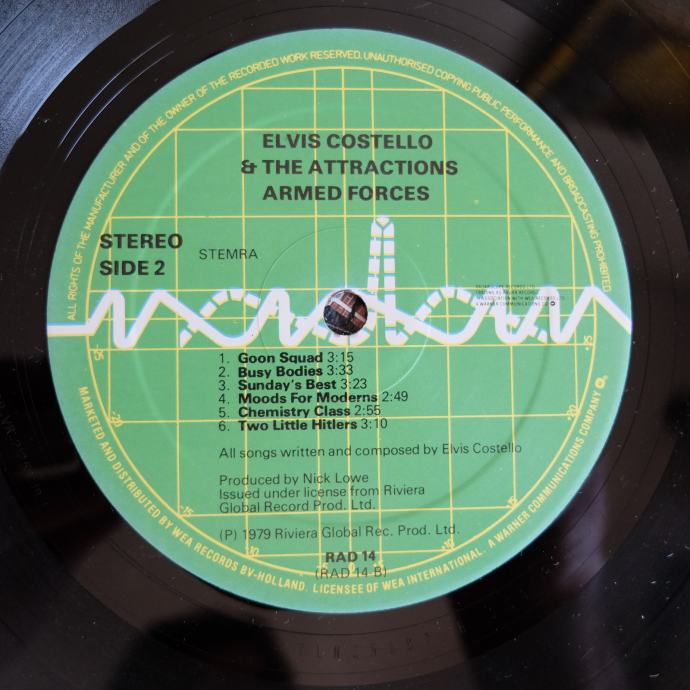 ALL RIGHTS OF THE MANUFACTURER AND OF THE OWNER OF THE RECORDED WORK RESERVED. UNAUTHORISED COPYING PUBLIC PERFORMANCE AND BROADCASTING PROHIBITED
ELVIS COSTELLO
& THE ATTRACTIONS
ARMED FORCES
STEREO
SIDE 2
STEMRA
radar
1. Goon Squad 3:15
2. Busy Bodies 3:33
3. Sunday's Best 3:23
4. Moods For Moderns 2:49
5. Chemistry Class 2:55
6. Two Little Hitlers 3:10
All songs written and composed by Elvis Costello
Produced by Nick Lowe
Issued under license from Riviera
Global Record Prod. Ltd.
(P) 1979 Riviera Global Rec. Prod. Ltd.
RAD 14
(RAD 14 B)
MARKETED AND DISTRIBUTED BY WEA RECORDS BV-HOLLAND. LICENSEE OF WEA INTERNATIONAL. A WARNER COMMUNICATIONS COMPANY